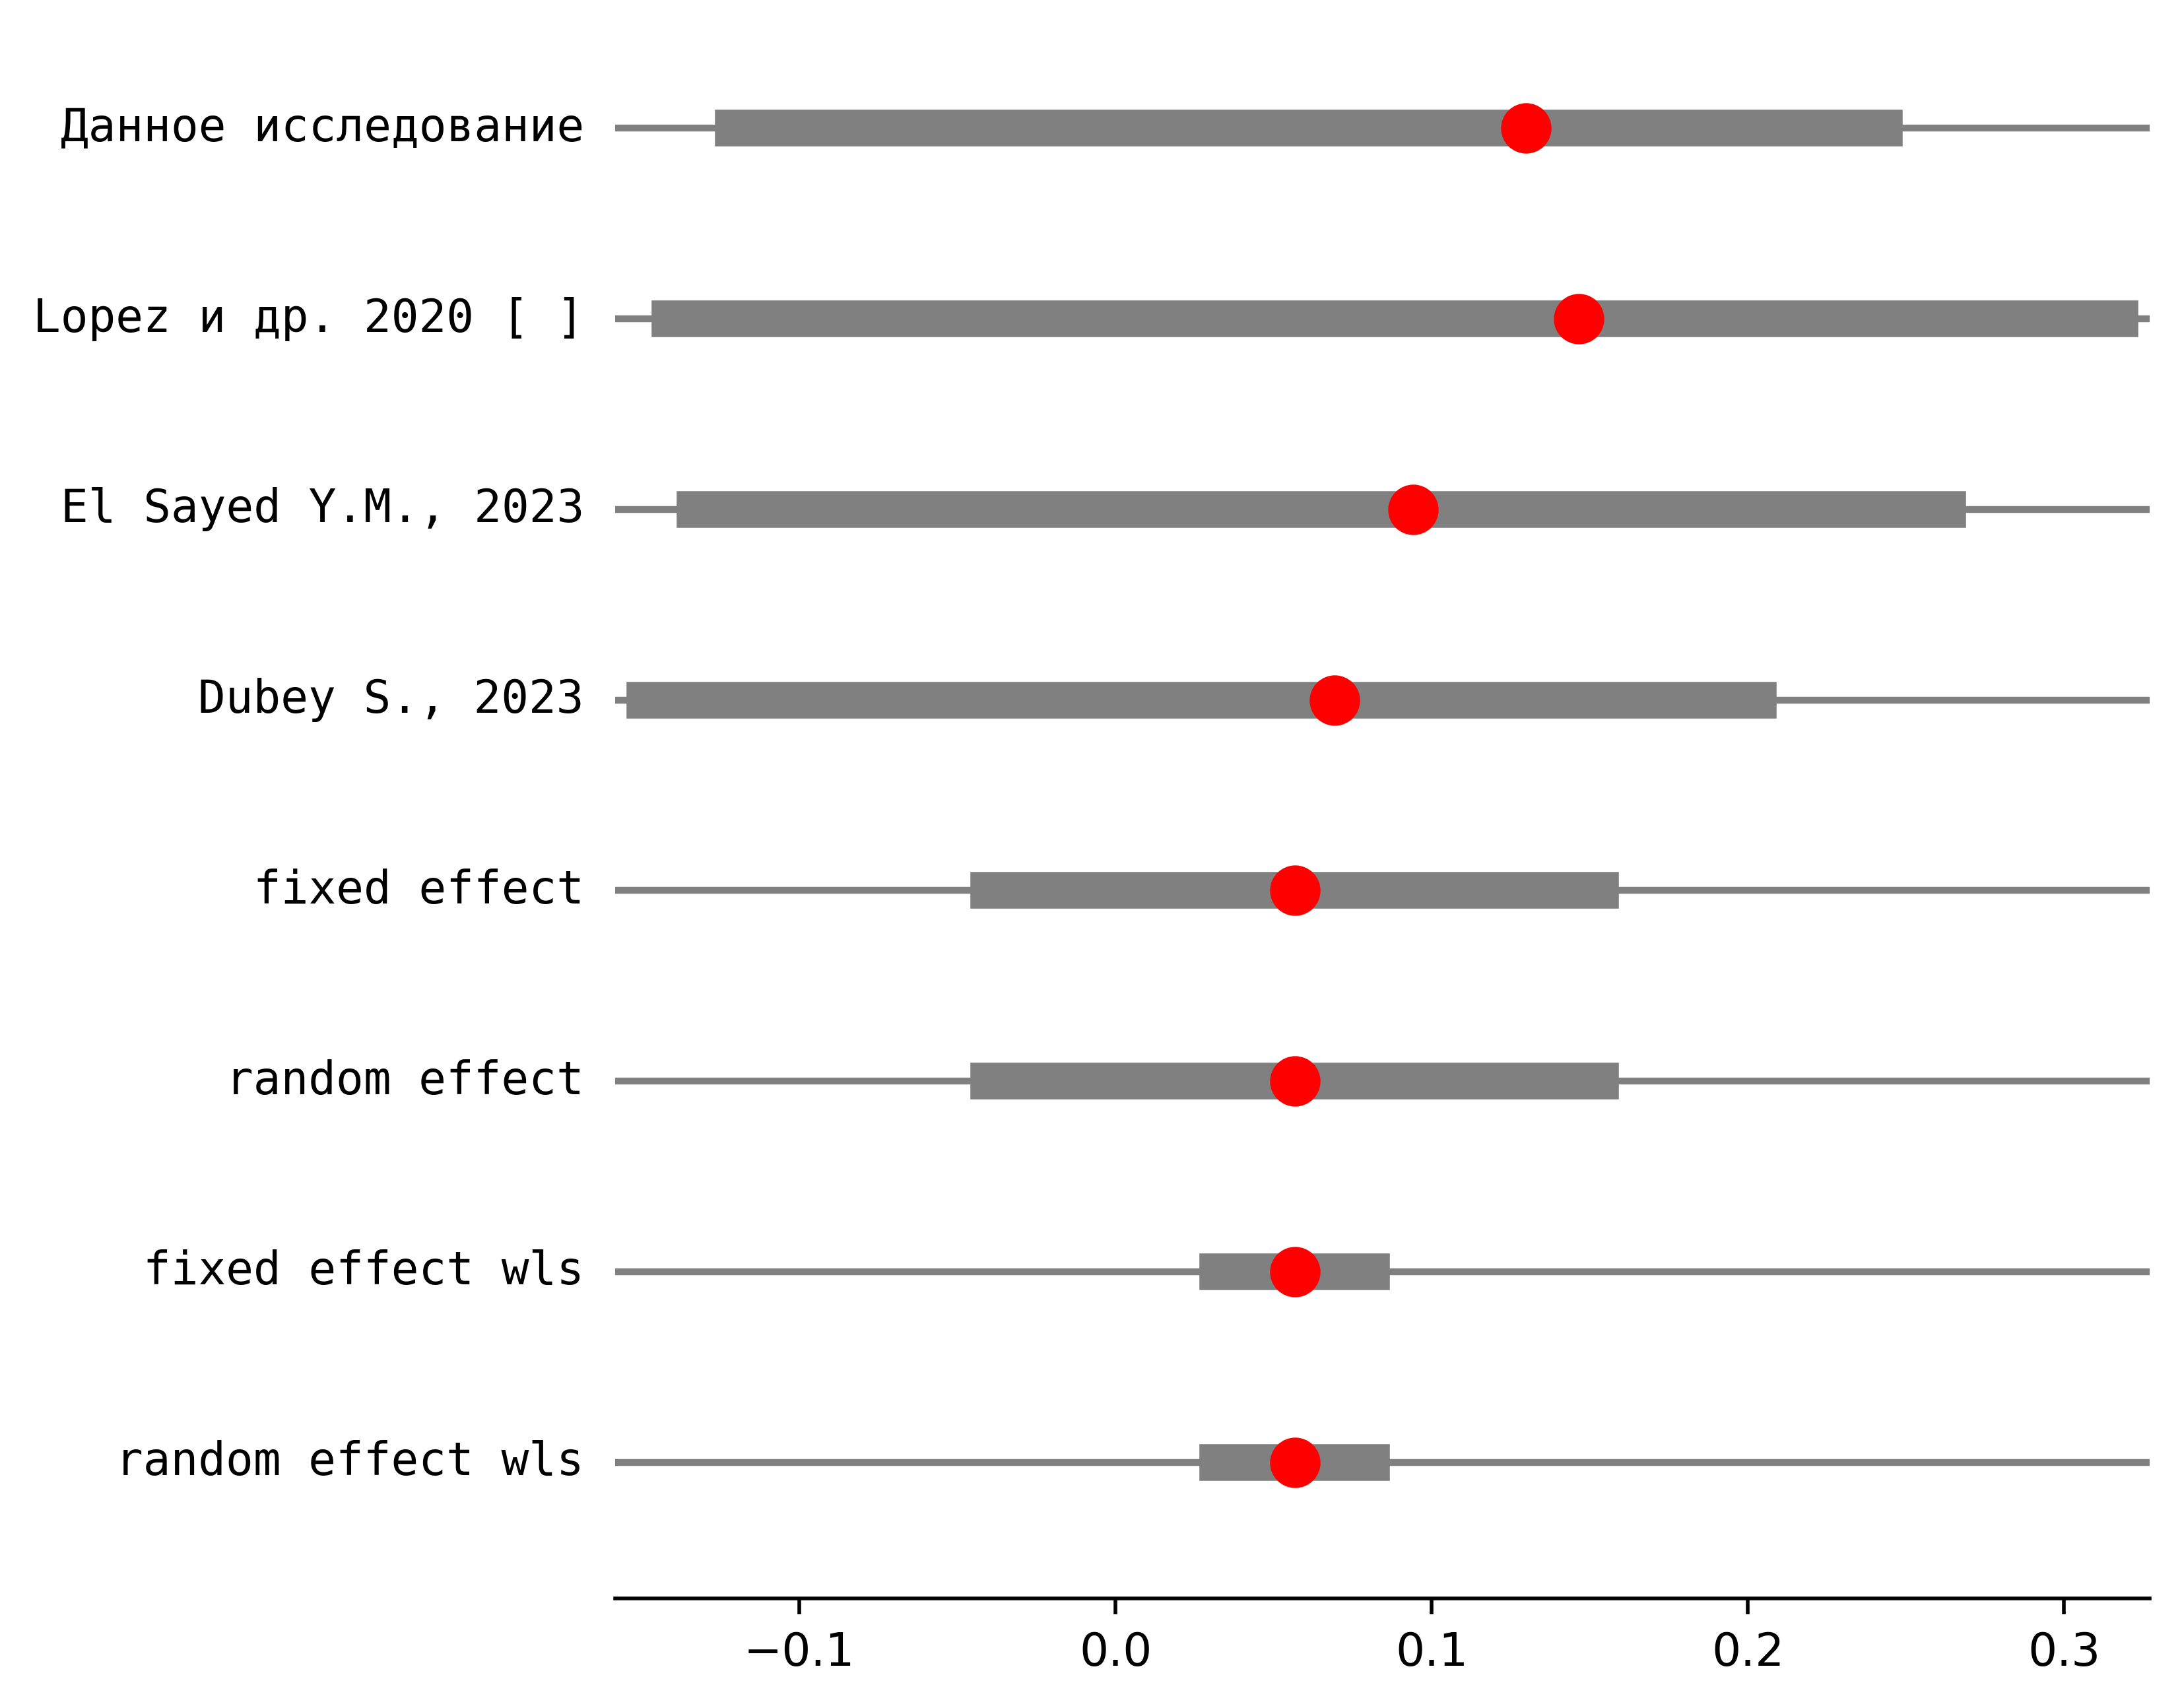 Данное исследование
Lopez и др. 2020 [ ]
El Sayed Y.M., 2023
Dubey S., 2023
fixed effect
random effect
fixed effect wls
random effect wls
−0.1 0.0 0.1 0.2 0.3